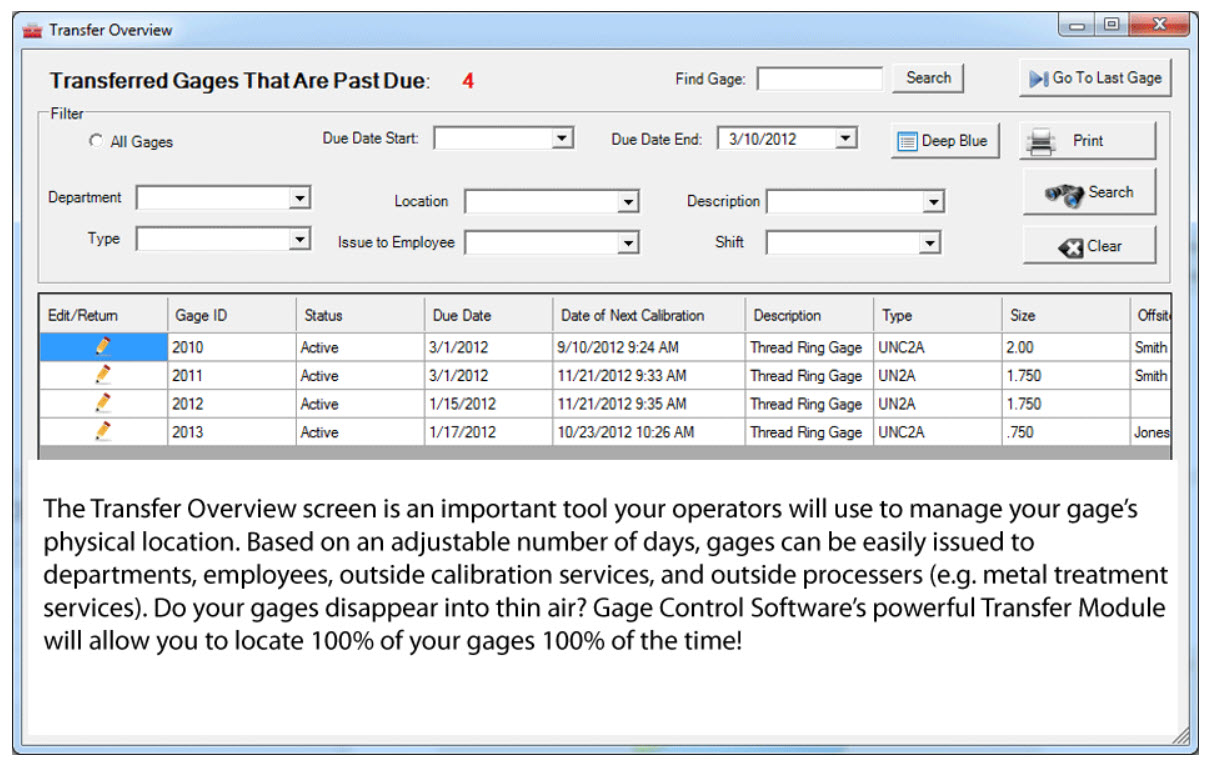 Transfer Overview
Transferred Gages That Are Past Due: 4 Find Gage: Search Go To Last Gage
Filter
All Gages Due Date Start: Due Date End: 3/10/2012 Deep Blue Print
Department Location Description Search
Type Issue to Employee Shift Clear
Edit/Return Gage ID Status Due Date Date of Next Calibration Description Type Size Offsit
2010 Active 3/1/2012 9/10/2012 9:24 AM Thread Ring Gage UNC2A 2.00 Smith
2011 Active 3/1/2012 11/21/2012 9:33 AM Thread Ring Gage UN2A 1.750 Smith
2012 Active 1/15/2012 11/21/2012 9:35 AM Thread Ring Gage UN2A 1.750
2013 Active 1/17/2012 10/23/2012 10:26 AM Thread Ring Gage UNC2A .750 Jones
The Transfer Overview screen is an important tool your operators will use to manage your gage’s
physical location. Based on an adjustable number of days, gages can be easily issued to
departments, employees, outside calibration services, and outside processers (e.g. metal treatment
services). Do your gages disappear into thin air? Gage Control Software’s powerful Transfer Module
will allow you to locate 100% of your gages 100% of the time!